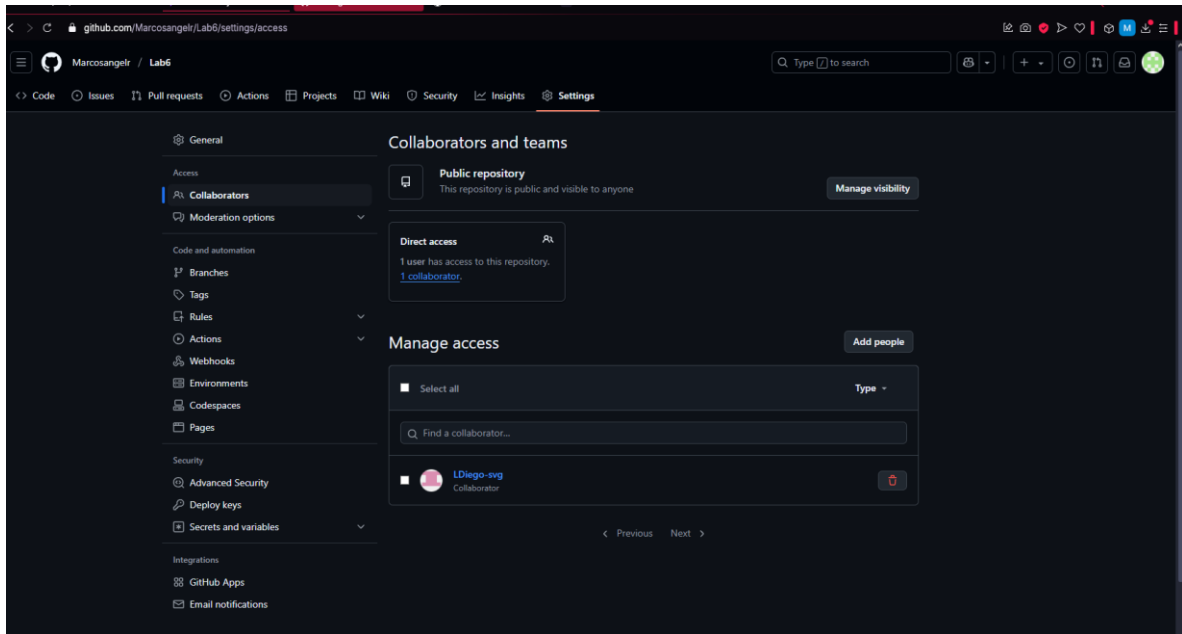 github.com/Marcosangelr/Lab6/settings/access
M
Marcosangelr / Lab6
Type / to search
Code Issues Pull requests Actions Projects Wiki Security Insights Settings
General
Access
Collaborators
Moderation options
Code and automation
Branches
Tags
Rules
Actions
Webhooks
Environments
Codespaces
Pages
Security
Advanced Security
Deploy keys
Secrets and variables
Integrations
GitHub Apps
Email notifications
Collaborators and teams
Public repository
This repository is public and visible to anyone
Manage visibility
Direct access
1 user has access to this repository.
1 collaborator.
Manage access
Add people
Select all
Type
Find a collaborator...
LDiego-svg
Collaborator
Previous Next